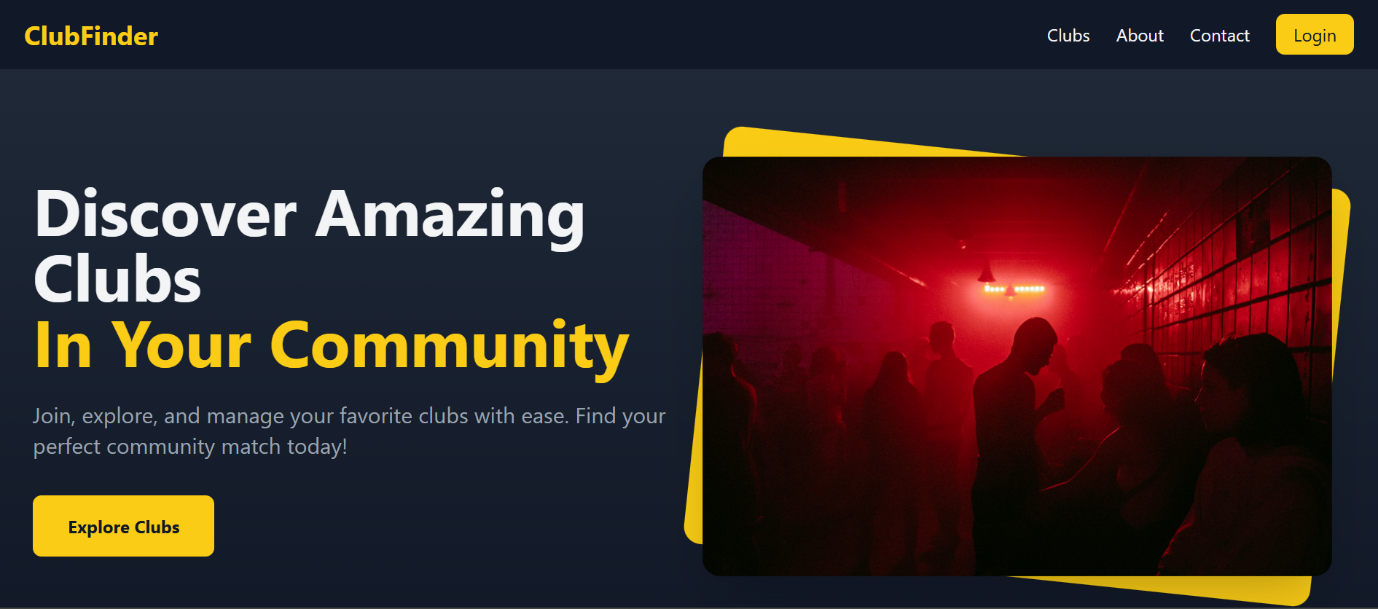 ClubFinder
Clubs
About
Contact
Login
Discover Amazing
Clubs
In Your Community
Join, explore, and manage your favorite clubs with ease. Find your
perfect community match today!
Explore Clubs